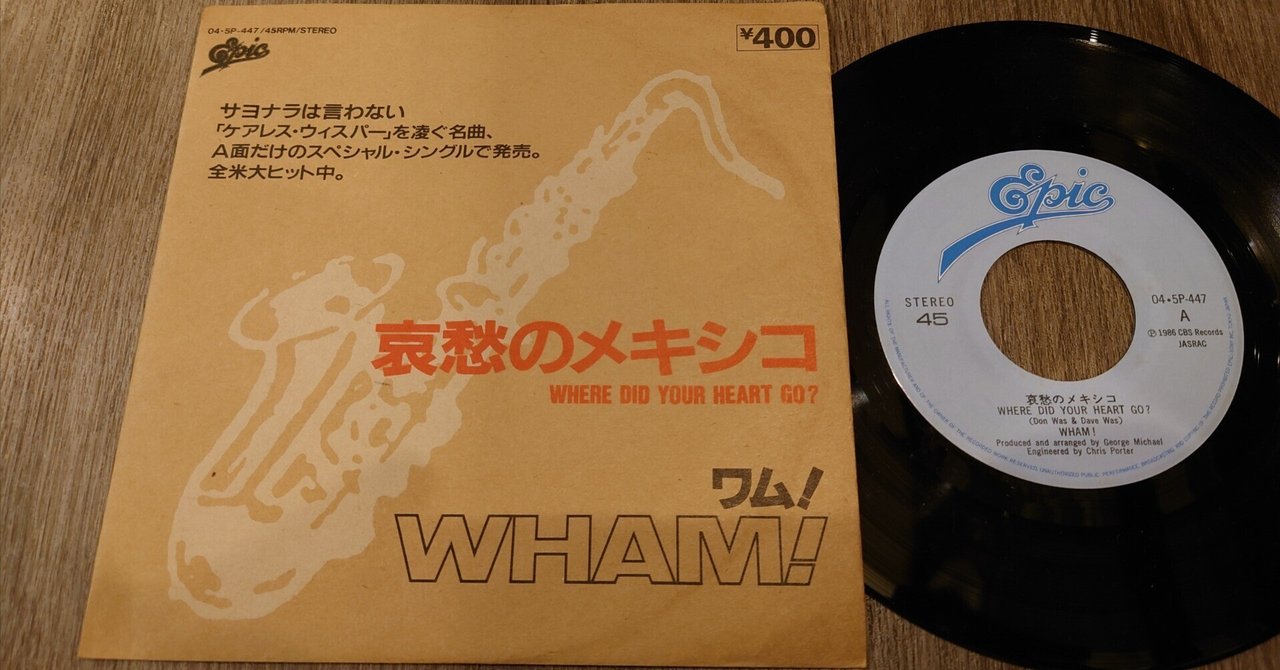 04・5P-447/45RPM/STEREO
Epic
¥400
サヨナラは言わない
「ケアレス・ウィスパー」を凌ぐ名曲、
A面だけのスペシャル・シングルで発売。
全米大ヒット中。
哀愁のメキシコ
WHERE DID YOUR HEART GO?
ワム!
WHAM!
Epic
STEREO
45
04・5P-447
A
Ⓟ1986 CBS Records
JASRAC
哀愁のメキシコ
WHERE DID YOUR HEART GO?
(Don Was & Dave Was)
WHAM!
Produced and arranged by George Michael
Engineered by Chris Porter